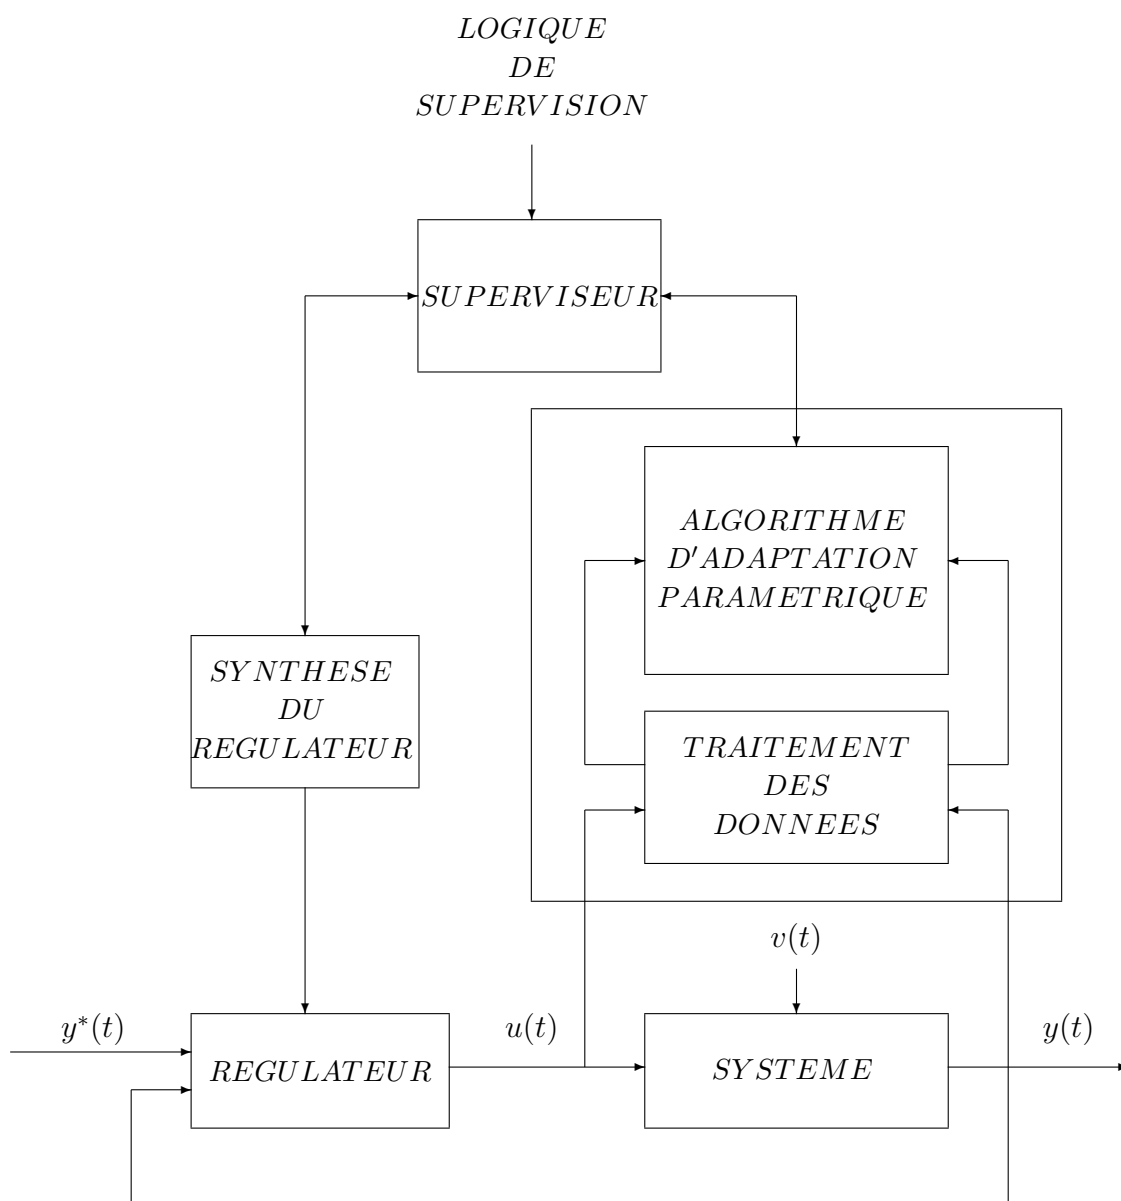 LOGIQUE
DE
SUPERVISION
SUPERVISEUR
ALGORITHME
D'ADAPTATION
PARAMETRIQUE
SYNTHESE
DU
REGULATEUR
TRAITEMENT
DES
DONNEES
v(t)
y*(t)
u(t)
y(t)
REGULATEUR
SYSTEME